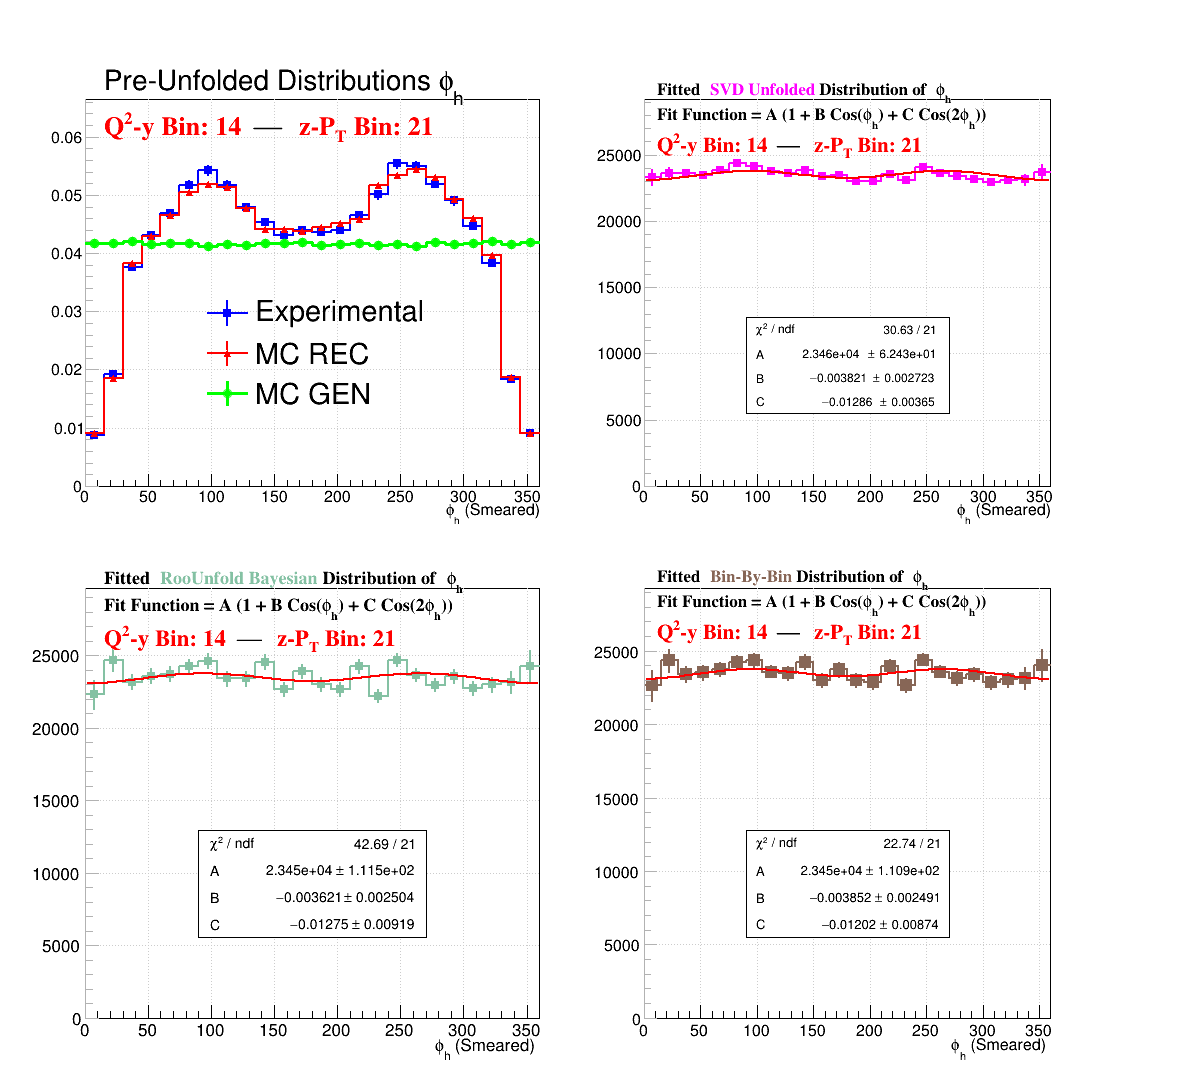 Pre-Unfolded Distributions ϕh
Q2-y Bin: 14 — z-PT Bin: 21
0.06
0.05
0.04
0.03
0.02
0.01
0
Experimental
MC REC
MC GEN
0 50 100 150 200 250 300 350
ϕh (Smeared)
Fitted SVD Unfolded Distribution of ϕh
Fit Function = A (1 + B Cos(ϕh) + C Cos(2ϕh))
Q2-y Bin: 14 — z-PT Bin: 21
25000
20000
15000
10000
5000
0
χ2 / ndf 30.63 / 21
A 2.346e+04 ± 6.243e+01
B −0.003821 ± 0.002723
C −0.01286 ± 0.00365
0 50 100 150 200 250 300 350
ϕh (Smeared)
Fitted RooUnfold Bayesian Distribution of ϕh
Fit Function = A (1 + B Cos(ϕh) + C Cos(2ϕh))
Q2-y Bin: 14 — z-PT Bin: 21
25000
20000
15000
10000
5000
0
χ2 / ndf 42.69 / 21
A 2.345e+04 ± 1.115e+02
B −0.003621 ± 0.002504
C −0.01275 ± 0.00919
0 50 100 150 200 250 300 350
ϕh (Smeared)
Fitted Bin-By-Bin Distribution of ϕh
Fit Function = A (1 + B Cos(ϕh) + C Cos(2ϕh))
Q2-y Bin: 14 — z-PT Bin: 21
25000
20000
15000
10000
5000
0
χ2 / ndf 22.74 / 21
A 2.345e+04 ± 1.109e+02
B −0.003852 ± 0.002491
C −0.01202 ± 0.00874
0 50 100 150 200 250 300 350
ϕh (Smeared)